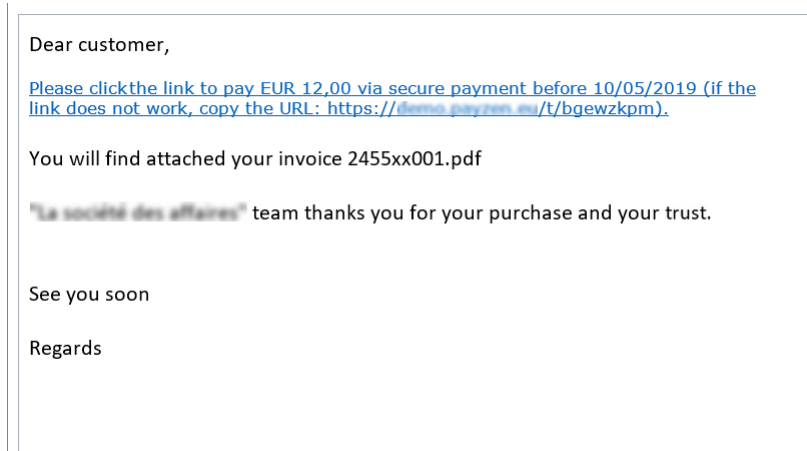 Dear customer,
Please clickthe link to pay EUR 12,00 via secure payment before 10/05/2019 (if the
link does not work, copy the URL: https:///t/bgewzkpm).
You will find attached your invoice 2455xx001.pdf
team thanks you for your purchase and your trust.
See you soon
Regards